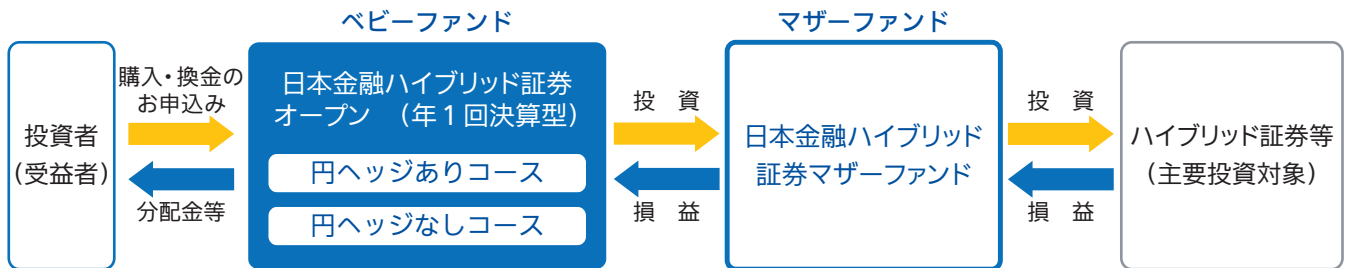 ベビーファンド
マザーファンド
投資者
(受益者)
購入・換金の
お申込み
分配金等
日本金融ハイブリッド証券
オープン (年1回決算型)
円ヘッジありコース
円ヘッジなしコース
投 資
損 益
日本金融ハイブリッド
証券マザーファンド
投 資
損 益
ハイブリッド証券等
(主要投資対象)